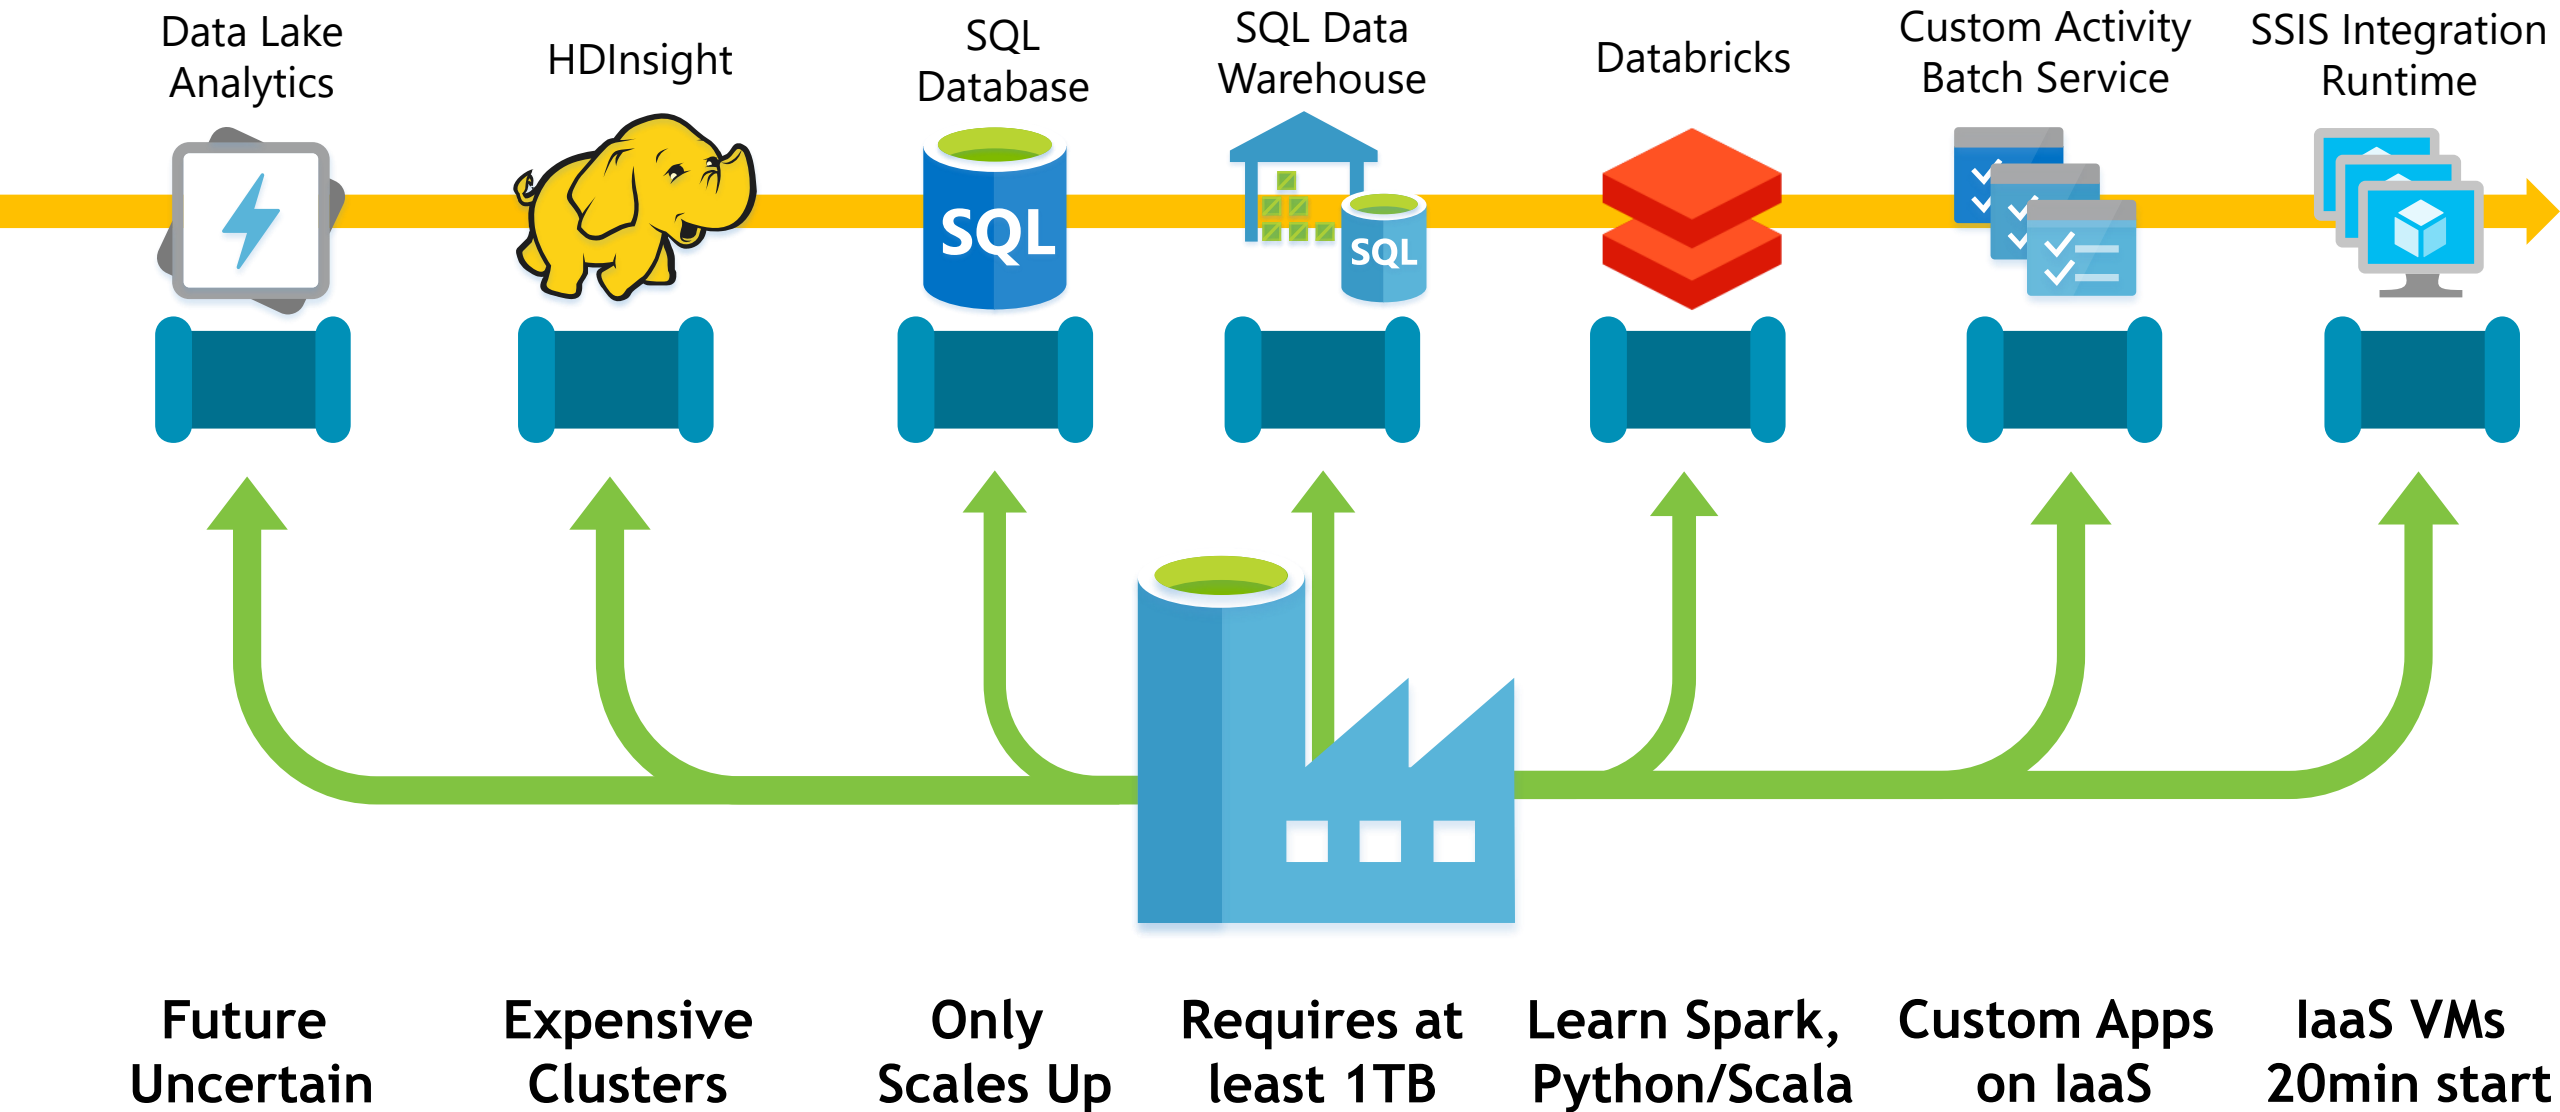 Data Lake
Analytics
HDInsight
SQL
Database
SQL Data
Warehouse
Databricks
Custom Activity
Batch Service
SSIS Integration
Runtime
SQL
SQL
Future
Uncertain
Expensive
Clusters
Only
Scales Up
Requires at
least 1TB
Learn Spark,
Python/Scala
Custom Apps
on IaaS
IaaS VMs
20min start